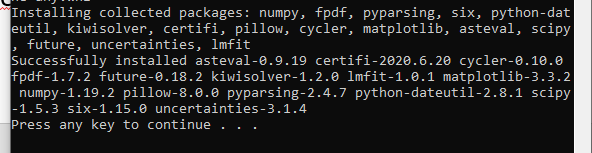 Installing collected packages: numpy, fpdf, pyparsing, six, python-dat
eutil, kiwisolver, certifi, pillow, cycler, matplotlib, asteval, scipy
, future, uncertainties, lmfit
Successfully installed asteval-0.9.19 certifi-2020.6.20 cycler-0.10.0
fpdf-1.7.2 future-0.18.2 kiwisolver-1.2.0 lmfit-1.0.1 matplotlib-3.3.2
numpy-1.19.2 pillow-8.0.0 pyparsing-2.4.7 python-dateutil-2.8.1 scipy
-1.5.3 six-1.15.0 uncertainties-3.1.4
Press any key to continue . . .